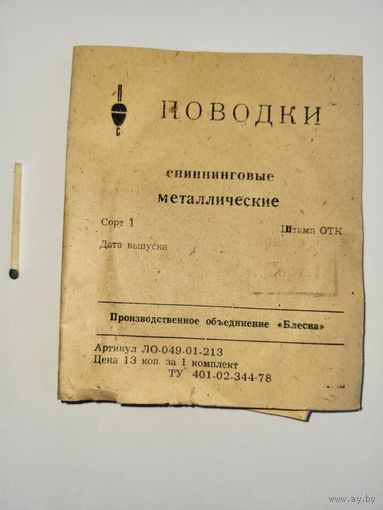 ПОВОДКИ
спиннинговые
металлические
Сорт 1 Штамп ОТК
Дата выпуска
Производственное объединение «Блесна»
Артикул ЛО-049-01-213
Цена 13 коп. за 1 комплект
ТУ 401-02-344-78
www.ay.by